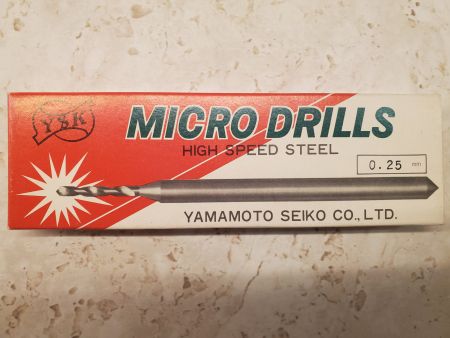 YSK
MICRO DRILLS
HIGH SPEED STEEL
0.25 mm
YAMAMOTO SEIKO CO., LTD.